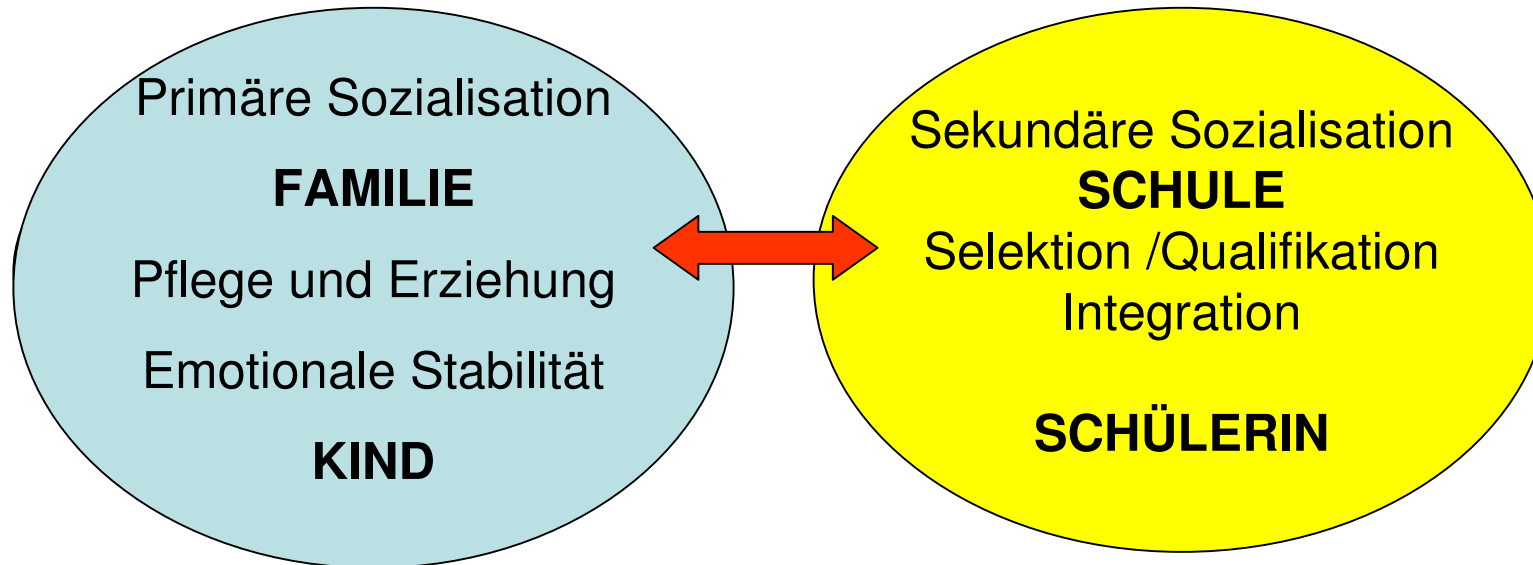 Primäre Sozialisation
FAMILIE
Pflege und Erziehung
Emotionale Stabilität
KIND
Sekundäre Sozialisation
SCHULE
Selektion /Qualifikation
Integration
SCHÜLERIN